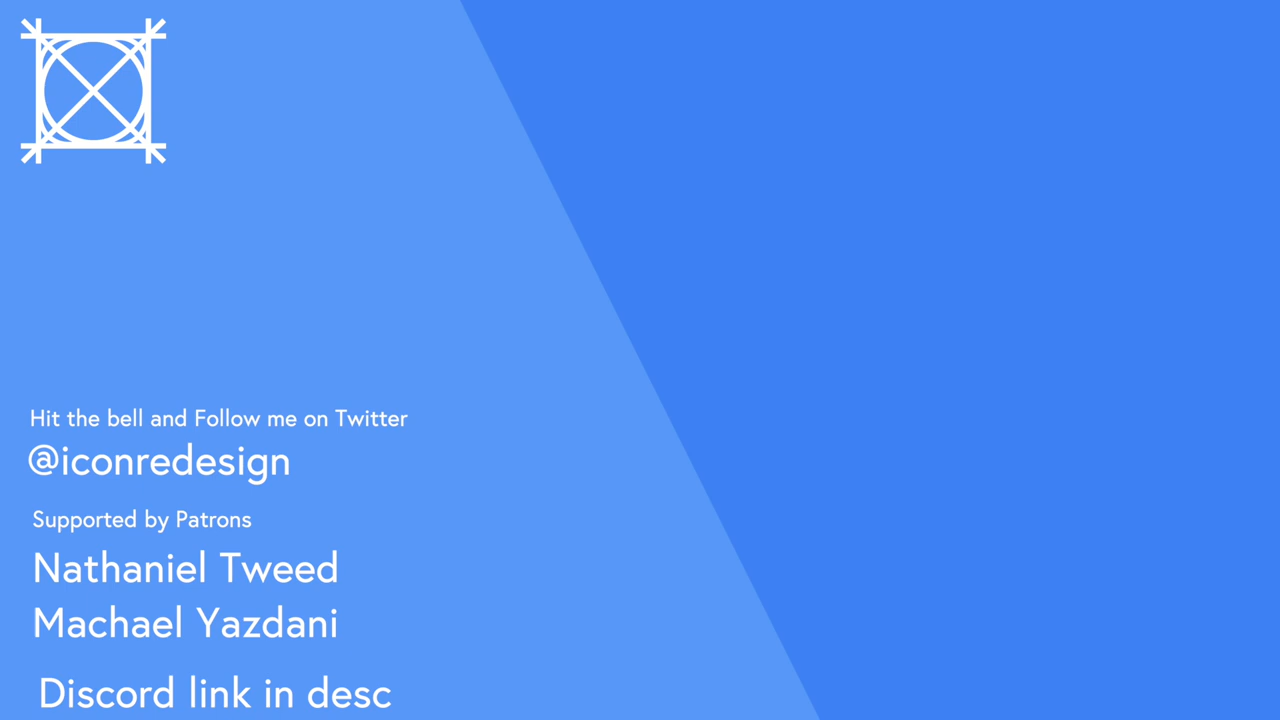 Hit the bell and Follow me on Twitter
@iconredesign
Supported by Patrons
Nathaniel Tweed
Machael Yazdani
Discord link in desc